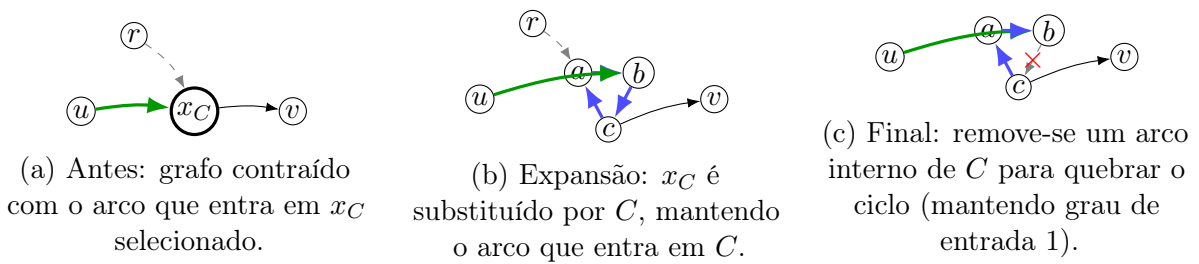 r
u
x_C
v
(a) Antes: grafo contraído
com o arco que entra em x_C
selecionado.
r
a
b
u
v
c
(b) Expansão: x_C é
substituído por C, mantendo
o arco que entra em C.
a
b
u
v
c
(c) Final: remove-se um arco
interno de C para quebrar o
ciclo (mantendo grau de
entrada 1).